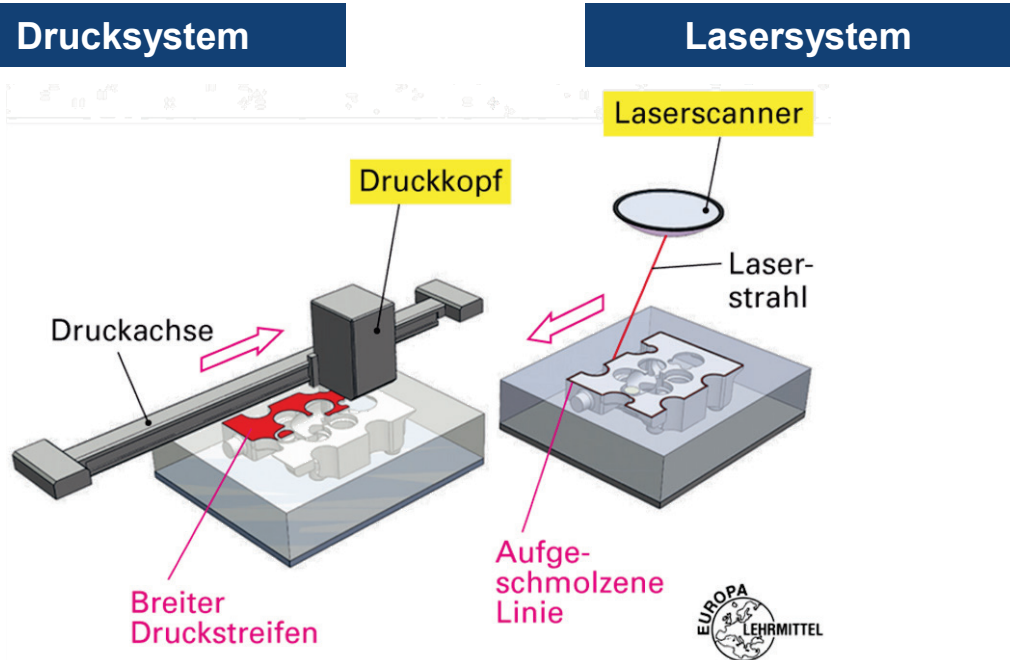 Drucksystem
Lasersystem
Laserscanner
Druckkopf
Laser-
strahl
Druckachse
Breiter
Druckstreifen
Aufge-
schmolzene
Linie
EUROPA
LEHRMITTEL